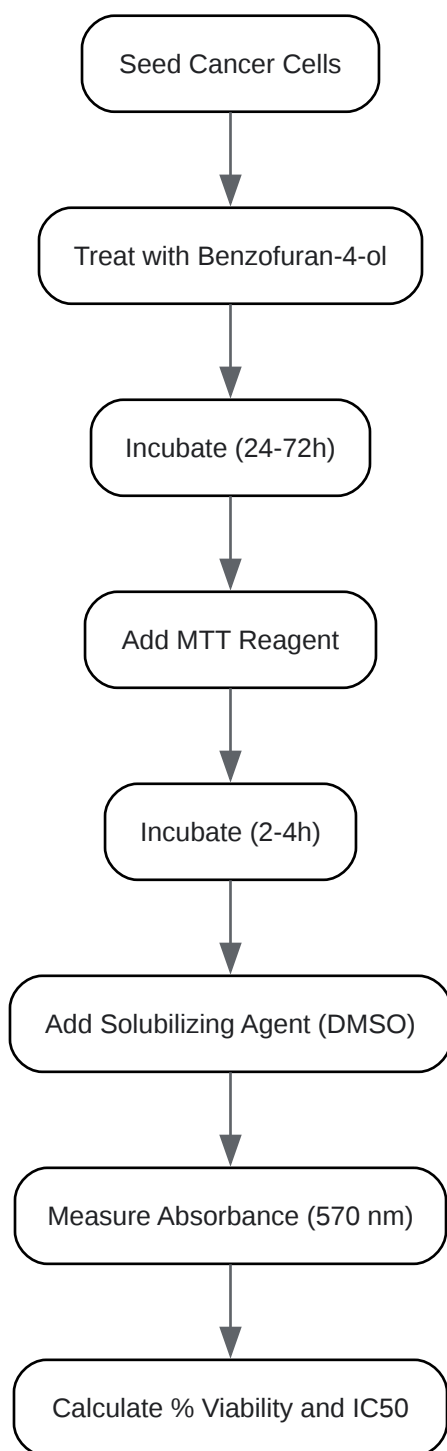 Seed Cancer Cells
Treat with Benzofuran-4-ol
Incubate (24-72h)
Add MTT Reagent
Incubate (2-4h)
Add Solubilizing Agent (DMSO)
Measure Absorbance (570 nm)
Calculate % Viability and IC50